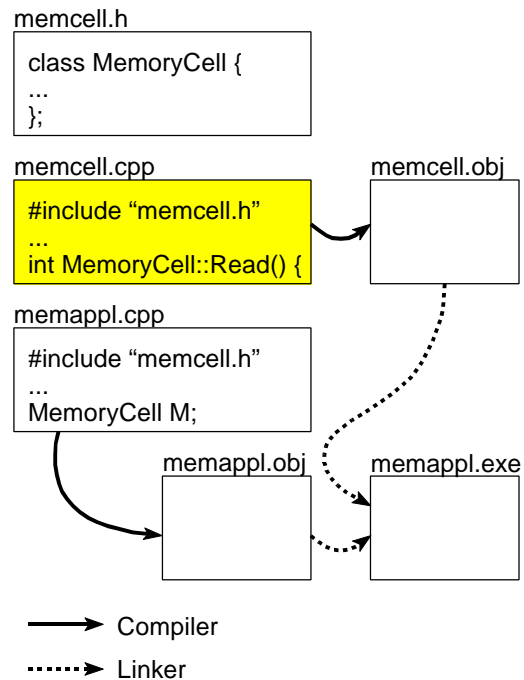 memcell.h
class MemoryCell {
...
};
memcell.cpp
memcell.obj
#include “memcell.h”
...
int MemoryCell::Read() {
memappl.cpp
#include “memcell.h”
...
MemoryCell M;
memappl.obj
memappl.exe
Compiler
Linker